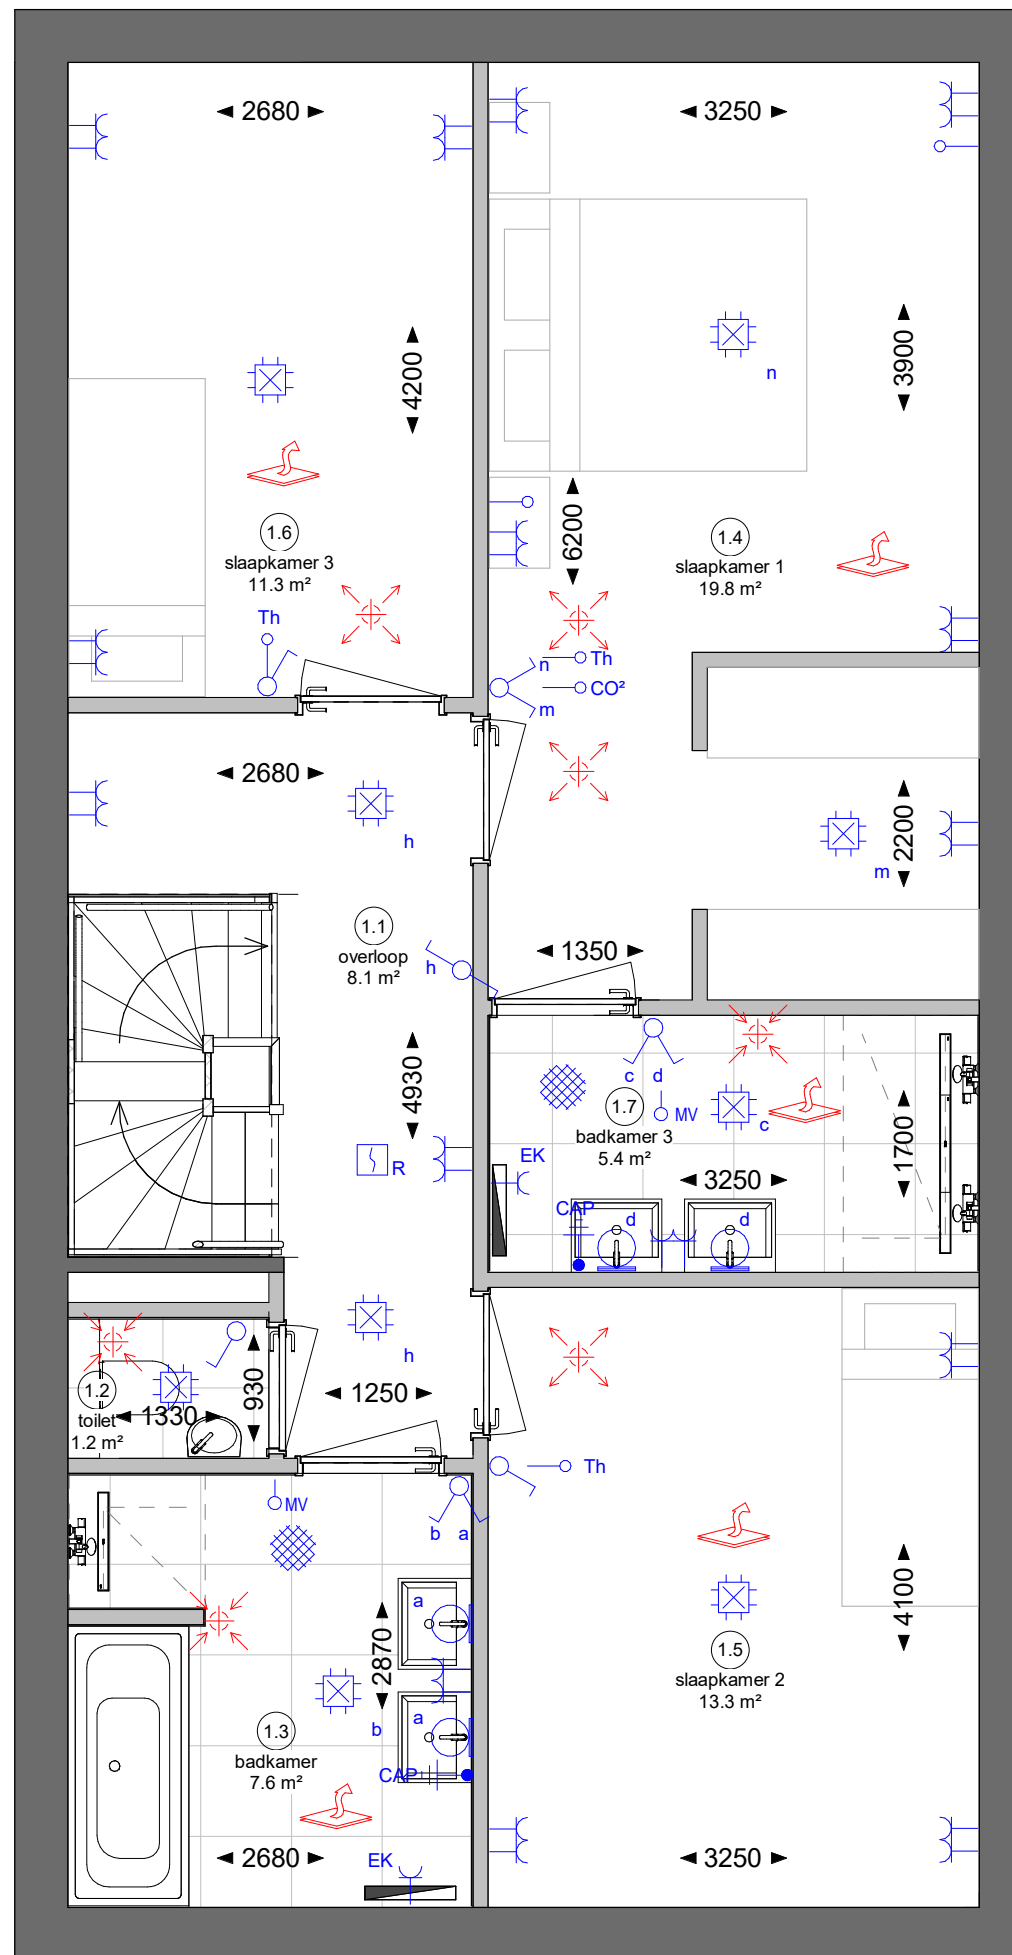 2680
3250
4200
3900
n
6200
1.6
slaapkamer 3
11.3 m²
1.4
slaapkamer 1
19.8 m²
Th
n
Th
CO²
m
2680
h
2200
m
1.1
overloop
8.1 m²
h
1350
4930
c
d
1.7
MV
badkamer 3
5.4 m²
c
1700
R
EK
3250
CAP
d
d
h
930
1250
1.2
toilet
1.2 m²
1330
Th
MV
b
a
4100
a
2870
1.5
slaapkamer 2
13.3 m²
a
b
1.3
badkamer
7.6 m²
CAP
2680
EK
3250